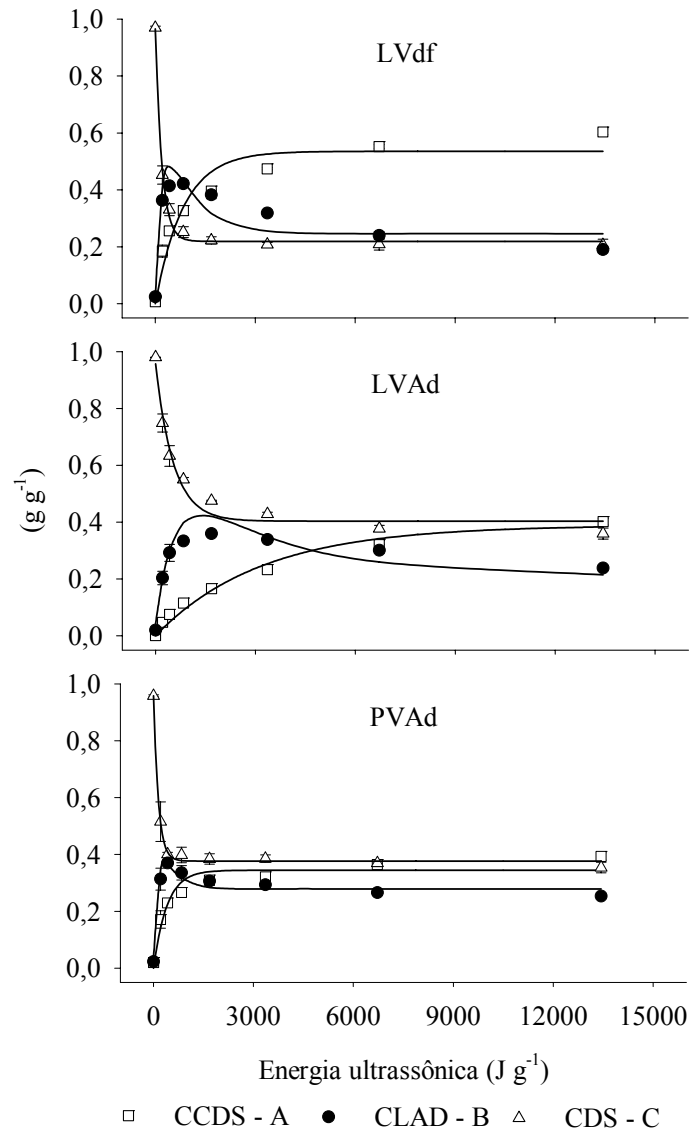 LVdf
1,0
0,8
0,6
0,4
0,2
0,0
LVAd
1,0
0,8
0,6
0,4
0,2
0,0
(g g⁻¹)
PVAd
1,0
0,8
0,6
0,4
0,2
0,0
0 3000 6000 9000 12000 15000
Energia ultrassônica (J g⁻¹)
CCDS - A CLAD - B CDS - C